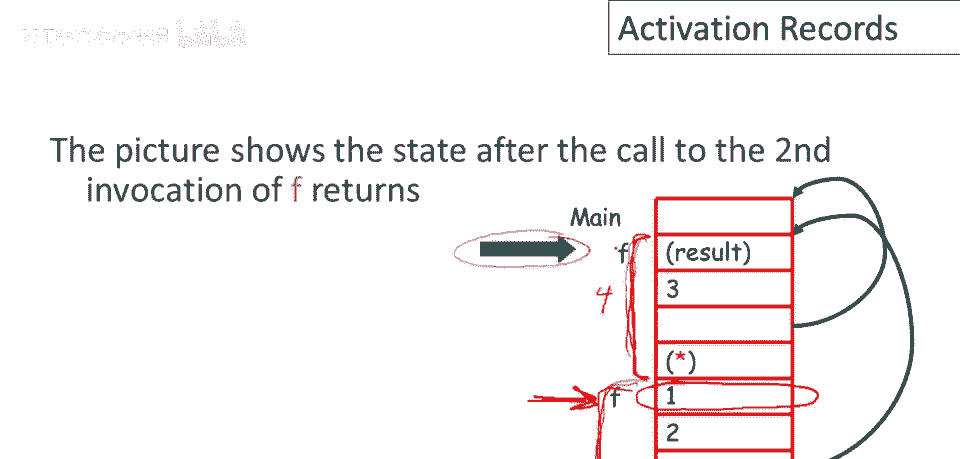 Activation Records
The picture shows the state after the call to the 2nd
invocation of f returns
Main
f
(result)
4
3
(*)
f
1
2